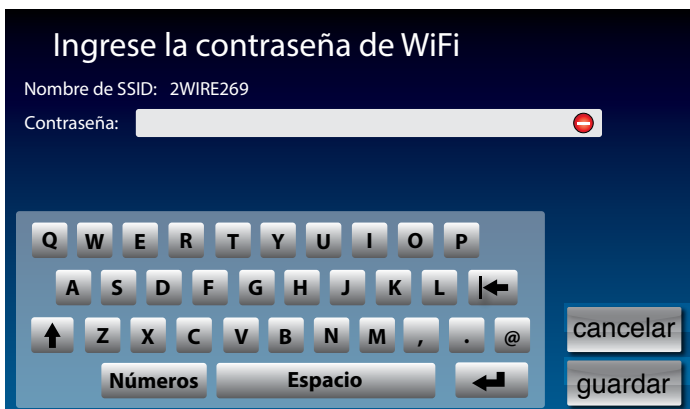 Ingrese la contraseña de WiFi
Nombre de SSID: 2WIRE269
Contraseña:
Q W E R T Y U I O P
A S D F G H J K L
Z X C V B N M , . @
Números Espacio
cancelar
guardar